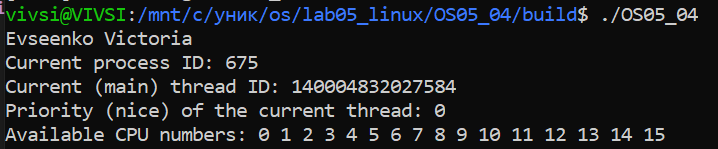 vivsi@VIVSI:/mnt/c/уник/os/lab05_linux/OS05_04/build$ ./OS05_04
Evseenko Victoria
Current process ID: 675
Current (main) thread ID: 140004832027584
Priority (nice) of the current thread: 0
Available CPU numbers: 0 1 2 3 4 5 6 7 8 9 10 11 12 13 14 15